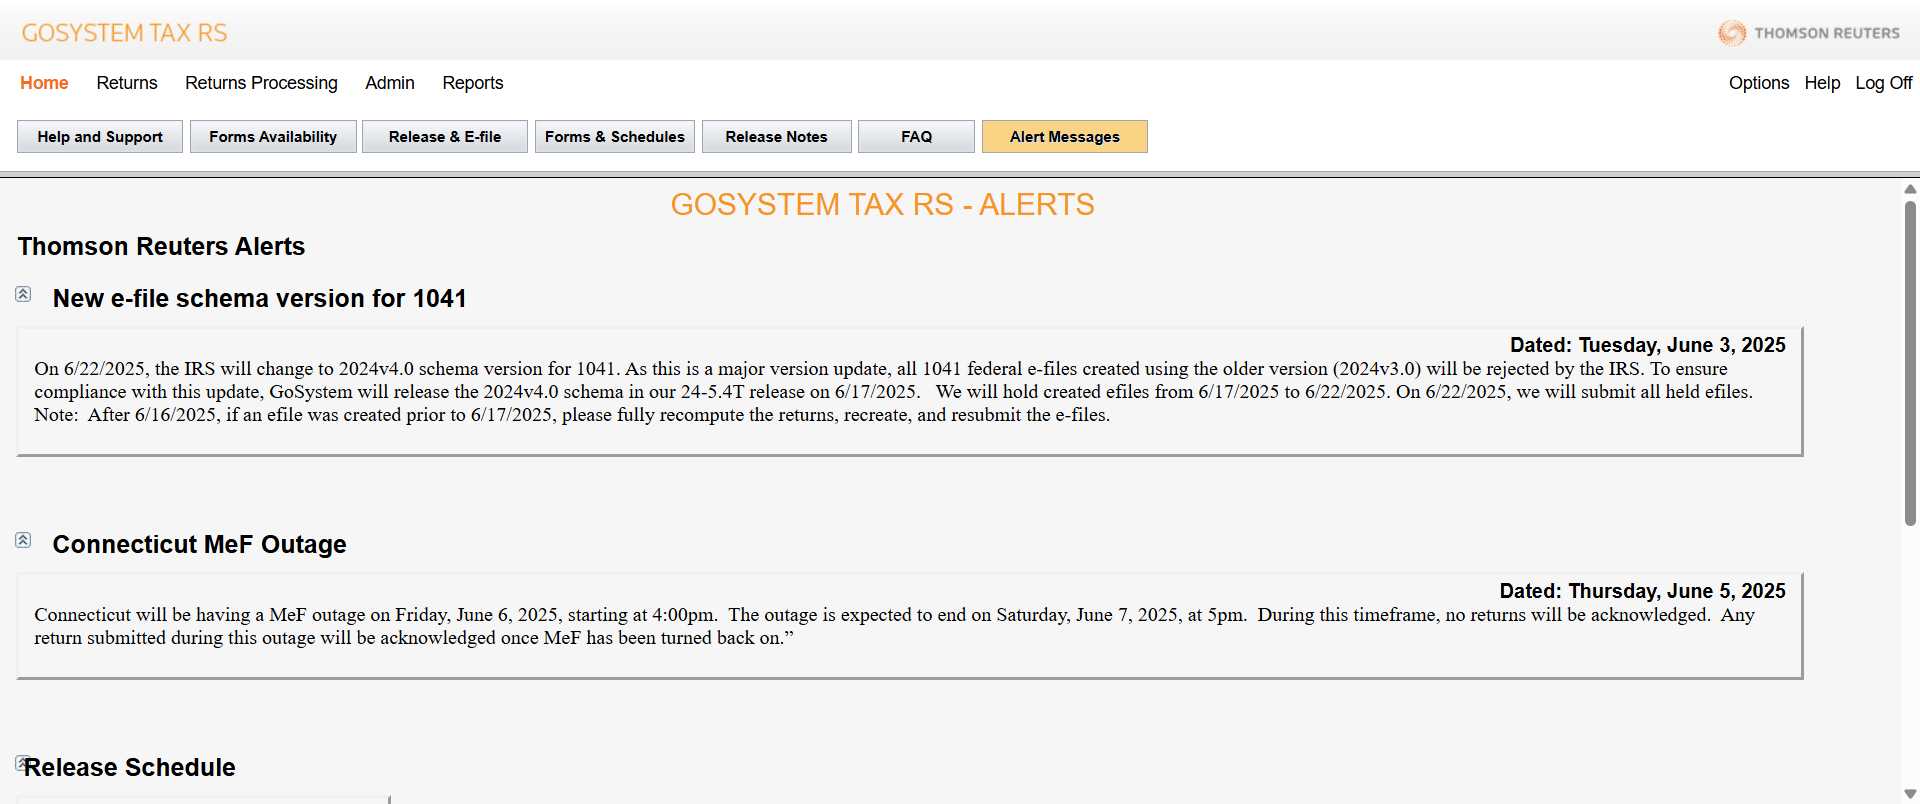 GOSYSTEM TAX RS
THOMSON REUTERS
Home Returns Returns Processing Admin Reports Options Help Log Off
Help and Support Forms Availability Release & E-file Forms & Schedules Release Notes FAQ Alert Messages
GOSYSTEM TAX RS - ALERTS
Thomson Reuters Alerts
New e-file schema version for 1041
Dated: Tuesday, June 3, 2025
On 6/22/2025, the IRS will change to 2024v4.0 schema version for 1041. As this is a major version update, all 1041 federal e-files created using the older version (2024v3.0) will be rejected by the IRS. To ensure
compliance with this update, GoSystem will release the 2024v4.0 schema in our 24-5.4T release on 6/17/2025.   We will hold created efiles from 6/17/2025 to 6/22/2025. On 6/22/2025, we will submit all held efiles.
Note:  After 6/16/2025, if an efile was created prior to 6/17/2025, please fully recompute the returns, recreate, and resubmit the e-files.
Connecticut MeF Outage
Dated: Thursday, June 5, 2025
Connecticut will be having a MeF outage on Friday, June 6, 2025, starting at 4:00pm.  The outage is expected to end on Saturday, June 7, 2025, at 5pm.  During this timeframe, no returns will be acknowledged.  Any
return submitted during this outage will be acknowledged once MeF has been turned back on.”
Release Schedule